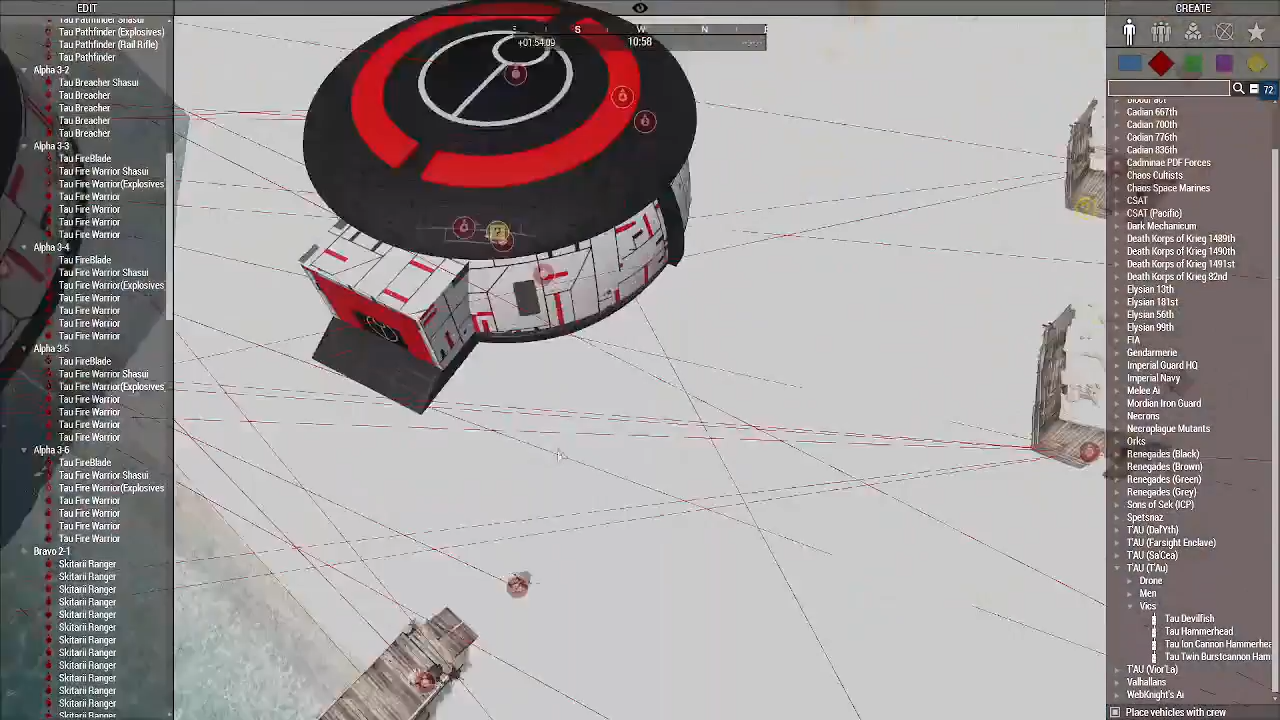 EDIT
Tau Pathfinder Shasui
Tau Pathfinder (Explosives)
Tau Pathfinder (Rail Rifle)
Tau Pathfinder
Alpha 3-2
Tau Breacher Shasui
Tau Breacher
Tau Breacher
Tau Breacher
Tau Breacher
Alpha 3-3
Tau FireBlade
Tau Fire Warrior Shasui
Tau Fire Warrior(Explosives
Tau Fire Warrior
Tau Fire Warrior
Tau Fire Warrior
Tau Fire Warrior
Alpha 3-4
Tau FireBlade
Tau Fire Warrior Shasui
Tau Fire Warrior(Explosives
Tau Fire Warrior
Tau Fire Warrior
Tau Fire Warrior
Tau Fire Warrior
Alpha 3-5
Tau FireBlade
Tau Fire Warrior Shasui
Tau Fire Warrior(Explosives
Tau Fire Warrior
Tau Fire Warrior
Tau Fire Warrior
Tau Fire Warrior
Alpha 3-6
Tau FireBlade
Tau Fire Warrior Shasui
Tau Fire Warrior(Explosives
Tau Fire Warrior
Tau Fire Warrior
Tau Fire Warrior
Tau Fire Warrior
Bravo 2-1
Skitarii Ranger
Skitarii Ranger
Skitarii Ranger
Skitarii Ranger
Skitarii Ranger
Skitarii Ranger
Skitarii Ranger
Skitarii Ranger
Skitarii Ranger
Skitarii Ranger
Skitarii Ranger
Skitarii Ranger
Skitarii Ranger
E S W N E
+01:54:09 10:58
?
CREATE
72
BloodPact
Cadian 667th
Cadian 700th
Cadian 776th
Cadian 836th
Cadminae PDF Forces
Chaos Cultists
Chaos Space Marines
CSAT
CSAT (Pacific)
Dark Mechanicum
Death Korps of Krieg 1489th
Death Korps of Krieg 1490th
Death Korps of Krieg 1491st
Death Korps of Krieg 82nd
Elysian 13th
Elysian 181st
Elysian 56th
Elysian 99th
FIA
Gendarmerie
Imperial Guard HQ
Imperial Navy
Melee Ai
Mordian Iron Guard
Necrons
Necroplague Mutants
Orks
Renegades (Black)
Renegades (Brown)
Renegades (Green)
Renegades (Grey)
Sons of Sek (ICP)
Spetsnaz
T'AU (Dal'Yth)
T'AU (Farsight Enclave)
T'AU (Sa'Cea)
T'AU (T'Au)
Drone
Men
Vics
Tau Devilfish
Tau Hammerhead
Tau Ion Cannon Hammerhea
Tau Twin Burstcannon Ham
T'AU (Vior'La)
Valhallans
WebKnight's Ai
Place vehicles with crew